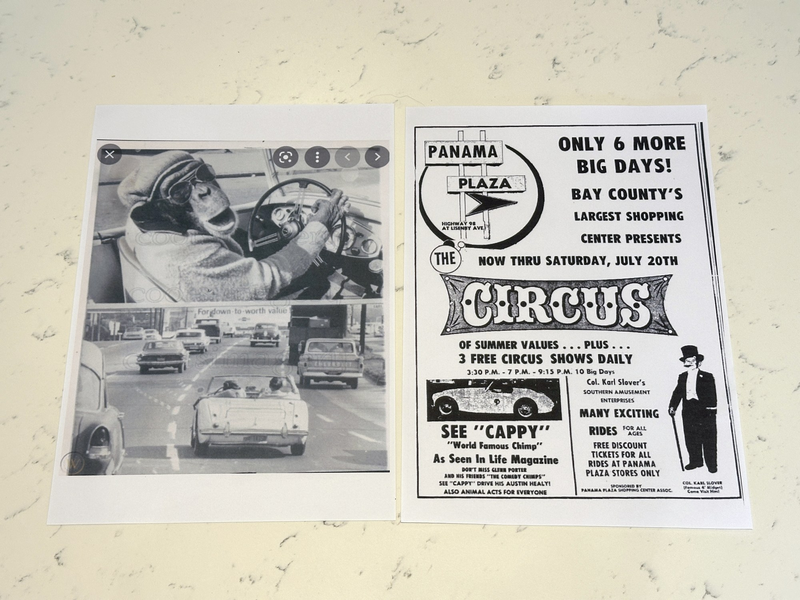 For down-to-worth value
PANAMA
PLAZA
HIGHWAY 98
AT LISENBY AVE.
ONLY 6 MORE
BIG DAYS!
BAY COUNTY'S
LARGEST SHOPPING
CENTER PRESENTS
THE
NOW THRU SATURDAY, JULY 20TH
CIRCUS
OF SUMMER VALUES . . . PLUS . . .
3 FREE CIRCUS SHOWS DAILY
3:30 P.M. - 7 P.M. - 9:15 P.M. 10 Big Days
SEE "CAPPY"
"World Famous Chimp"
As Seen In Life Magazine
DON'T MISS GLENN PORTER
AND HIS FRIENDS "THE COMEDY CHIMPS"
SEE "CAPPY" DRIVE HIS AUSTIN HEALY!
ALSO ANIMAL ACTS FOR EVERYONE
Col. Karl Slover's
SOUTHERN AMUSEMENT
ENTERPRISES
MANY EXCITING
RIDES FOR ALL AGES
FREE DISCOUNT
TICKETS FOR ALL
RIDES AT PANAMA
PLAZA STORES ONLY
SPONSORED BY
PANAMA PLAZA SHOPPING CENTER ASSOC.
COL. KARL SLOVER
Come Visit Him!